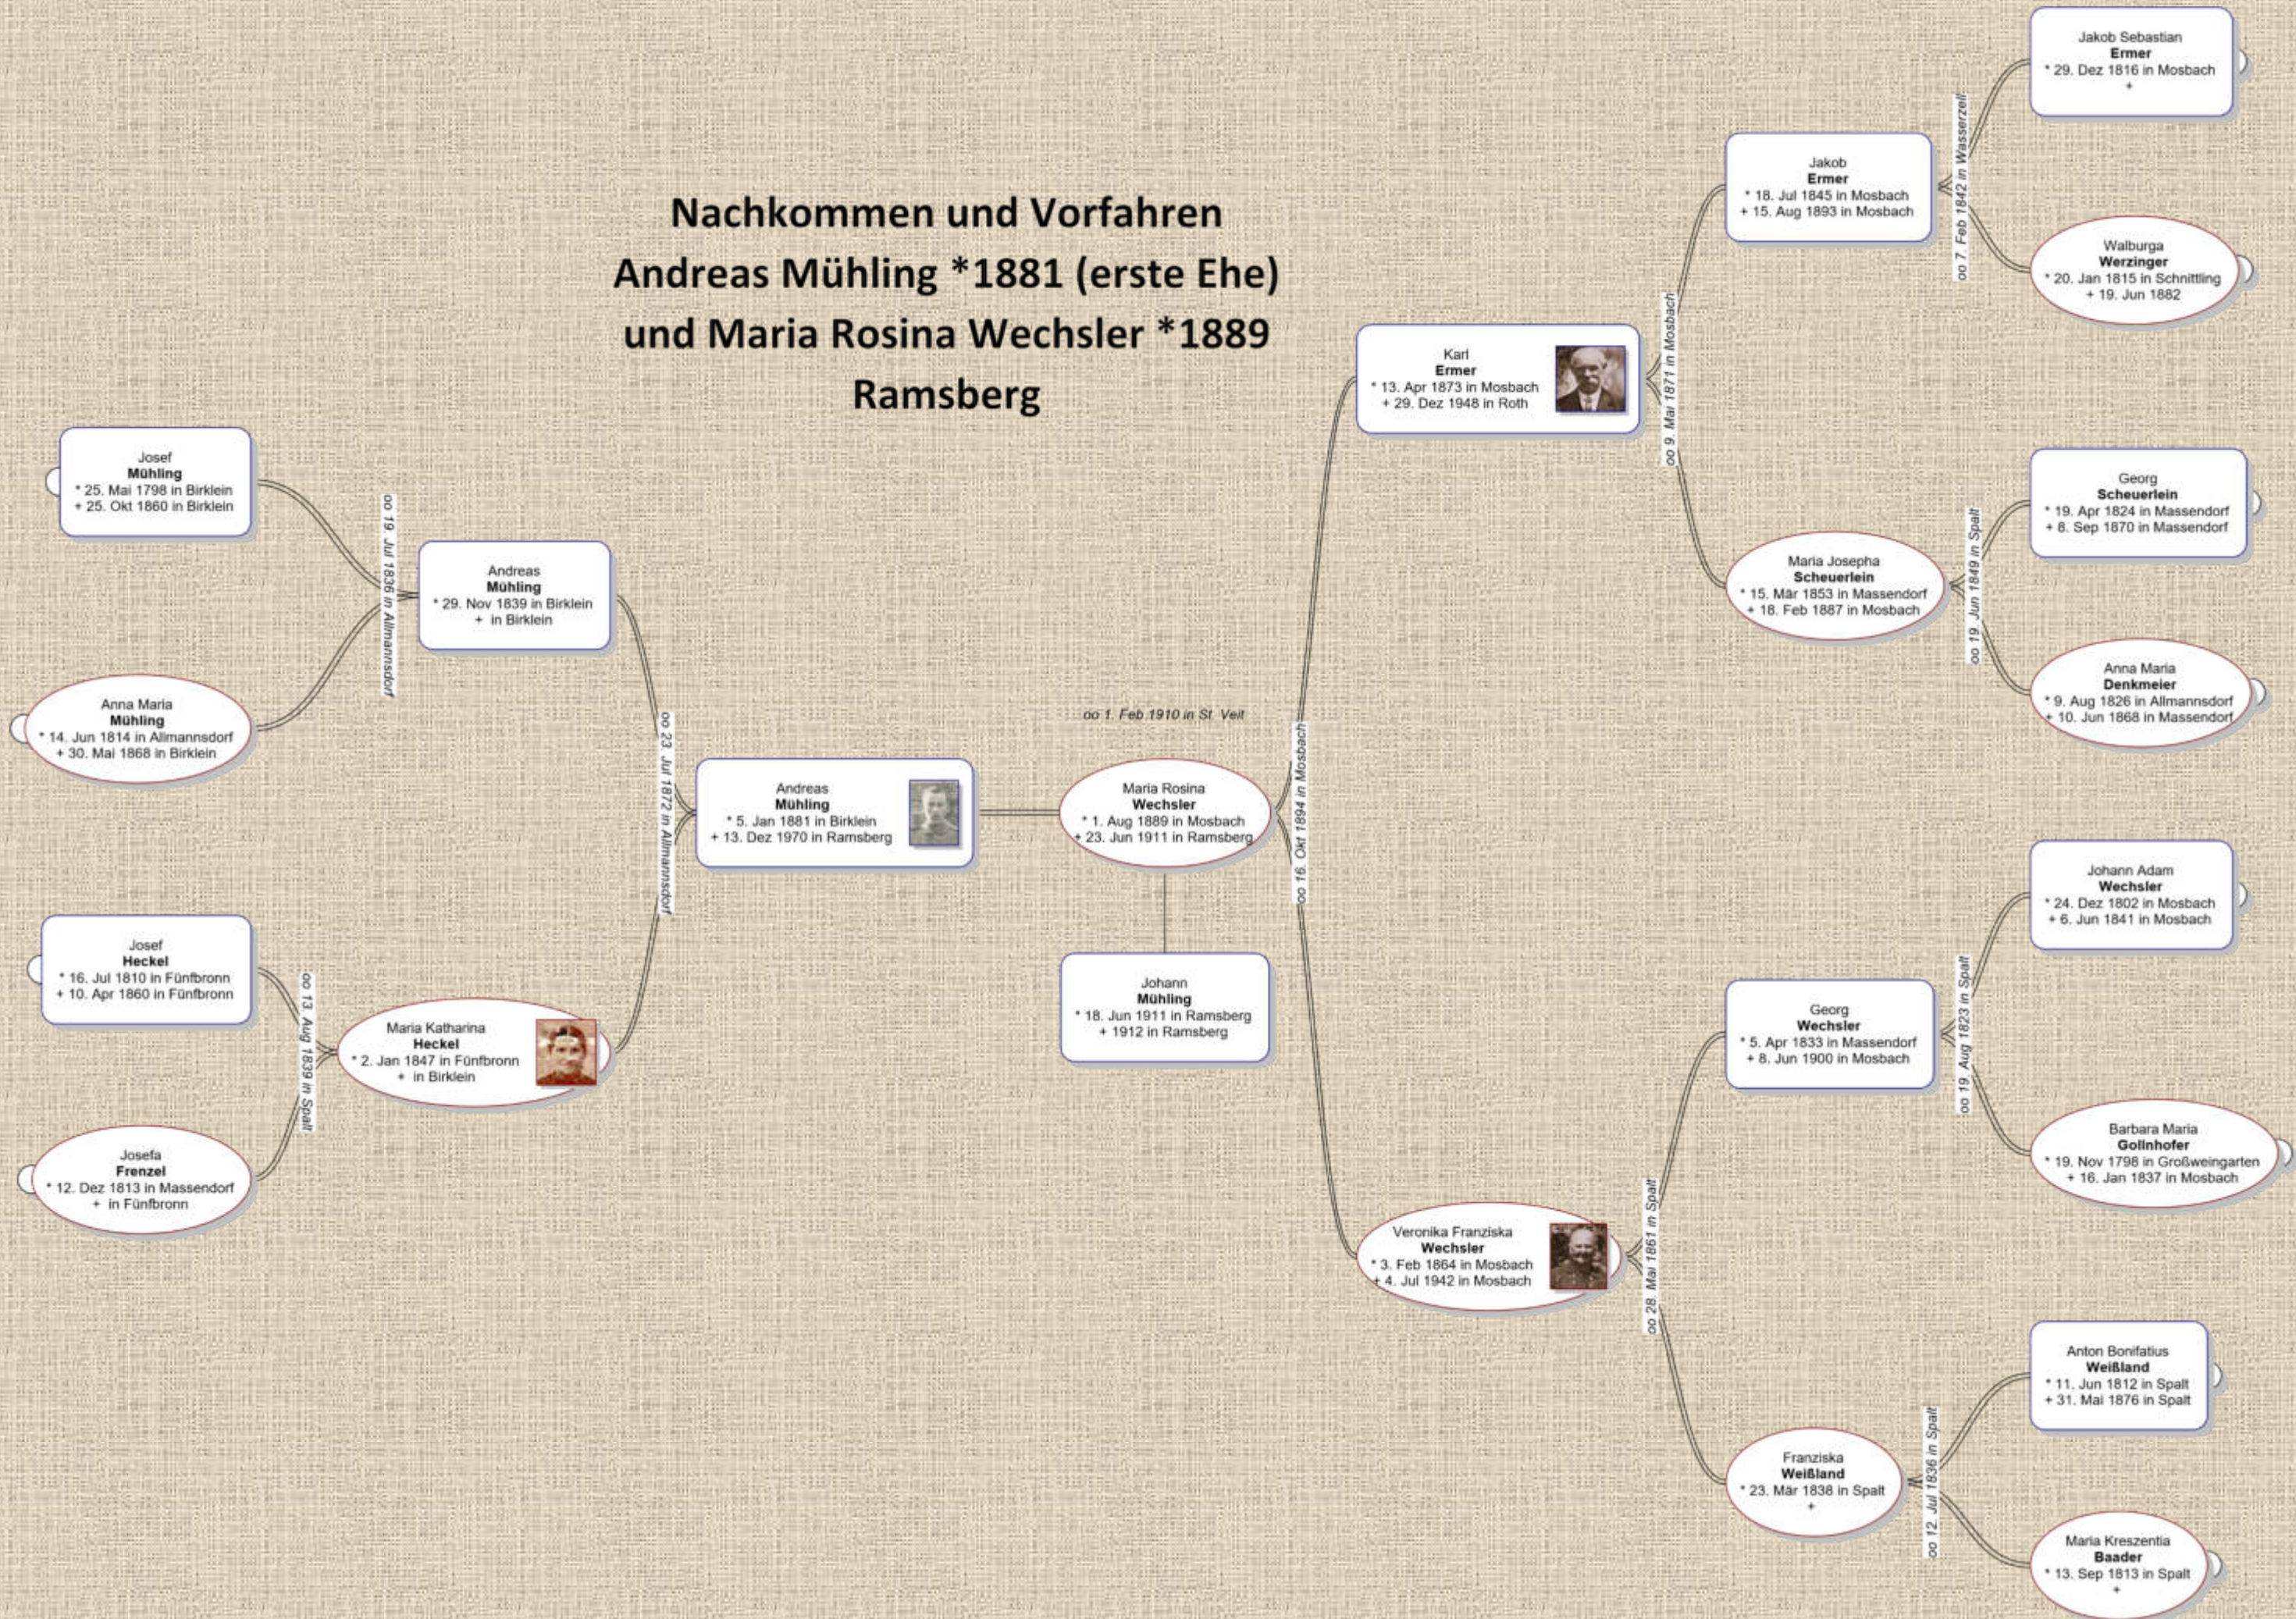 Nachkommen und Vorfahren
Andreas Mühling *1881 (erste Ehe)
und Maria Rosina Wechsler *1889
Ramsberg
Josef
Mühling
* 25. Mai 1798 in Birklein
+ 25. Okt 1860 in Birklein
oo 19. Jul 1836 in Allmannsdorf
Anna Maria
Mühling
* 14. Jun 1814 in Allmannsdorf
+ 30. Mai 1868 in Birklein
Andreas
Mühling
* 29. Nov 1839 in Birklein
+ in Birklein
oo 23. Jul 1872 in Allmannsdorf
Josef
Heckel
* 16. Jul 1810 in Fünfbronn
+ 10. Apr 1860 in Fünfbronn
oo 13. Aug 1839 in Spalt
Josefa
Frenzel
* 12. Dez 1813 in Massendorf
+ in Fünfbronn
Maria Katharina
Heckel
* 2. Jan 1847 in Fünfbronn
+ in Birklein
Andreas
Mühling
* 5. Jan 1881 in Birklein
+ 13. Dez 1970 in Ramsberg
oo 1. Feb 1910 in St. Veit
Maria Rosina
Wechsler
* 1. Aug 1889 in Mosbach
+ 23. Jun 1911 in Ramsberg
Johann
Mühling
* 18. Jun 1911 in Ramsberg
+ 1912 in Ramsberg
oo 16. Okt 1894 in Mosbach
Karl
Ermer
* 13. Apr 1873 in Mosbach
+ 29. Dez 1948 in Roth
oo 9. Mai 1871 in Mosbach
Jakob
Ermer
* 18. Jul 1845 in Mosbach
+ 15. Aug 1893 in Mosbach
oo 7. Feb 1842 in Wasserzell
Jakob Sebastian
Ermer
* 29. Dez 1816 in Mosbach
+
Walburga
Werzinger
* 20. Jan 1815 in Schnittling
+ 19. Jun 1882
Maria Josepha
Scheuerlein
* 15. Mär 1853 in Massendorf
+ 18. Feb 1887 in Mosbach
oo 19. Jun 1849 in Spalt
Georg
Scheuerlein
* 19. Apr 1824 in Massendorf
+ 8. Sep 1870 in Massendorf
Anna Maria
Denkmeier
* 9. Aug 1826 in Allmannsdorf
+ 10. Jun 1868 in Massendorf
Veronika Franziska
Wechsler
* 3. Feb 1864 in Mosbach
+ 4. Jul 1942 in Mosbach
oo 28. Mai 1861 in Spalt
Georg
Wechsler
* 5. Apr 1833 in Massendorf
+ 8. Jun 1900 in Mosbach
oo 19. Aug 1823 in Spalt
Johann Adam
Wechsler
* 24. Dez 1802 in Mosbach
+ 6. Jun 1841 in Mosbach
Barbara Maria
Gollnhofer
* 19. Nov 1798 in Großweingarten
+ 16. Jan 1837 in Mosbach
Franziska
Weißland
* 23. Mär 1838 in Spalt
+
oo 12. Jul 1836 in Spalt
Anton Bonifatius
Weißland
* 11. Jun 1812 in Spalt
+ 31. Mai 1876 in Spalt
Maria Kreszentia
Baader
* 13. Sep 1813 in Spalt
+